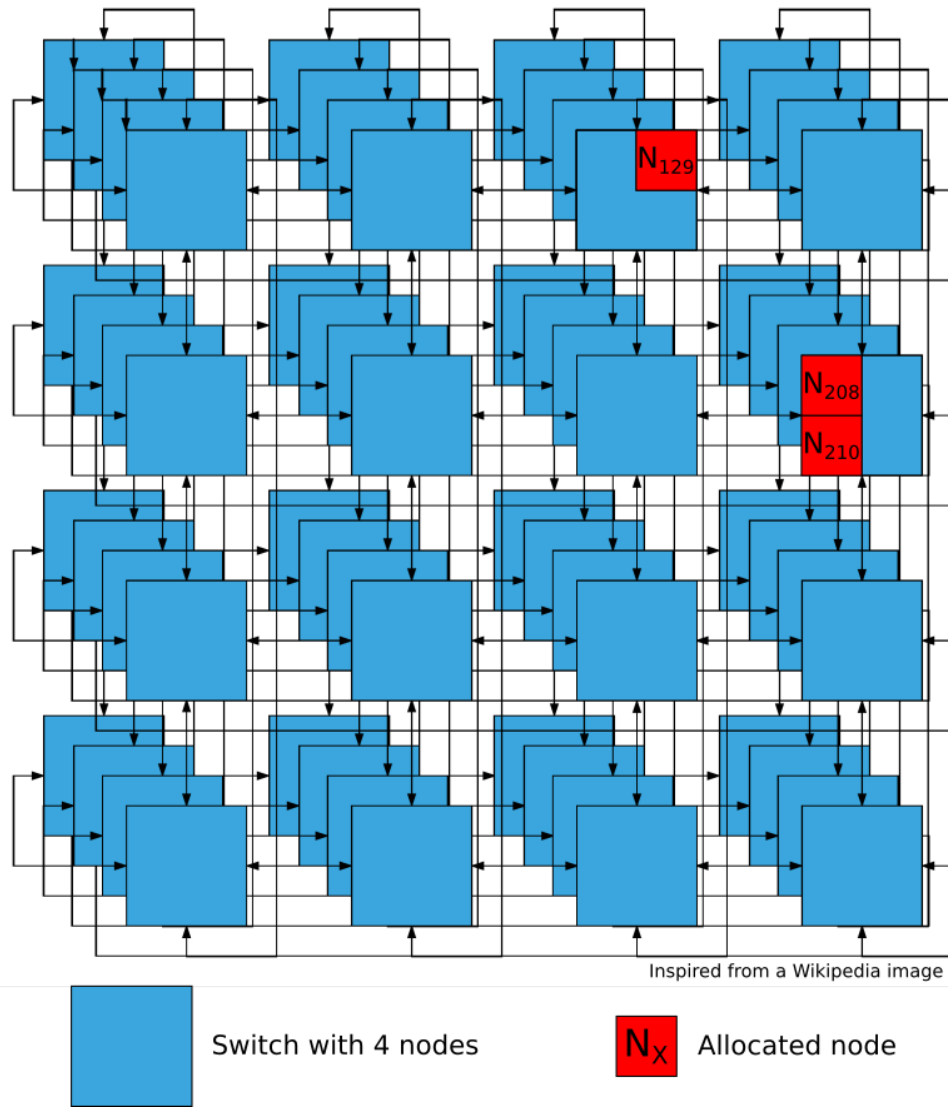 N₁₂₉
N₂₀₈
N₂₁₀
Inspired from a Wikipedia image
Switch with 4 nodes
Nₓ Allocated node